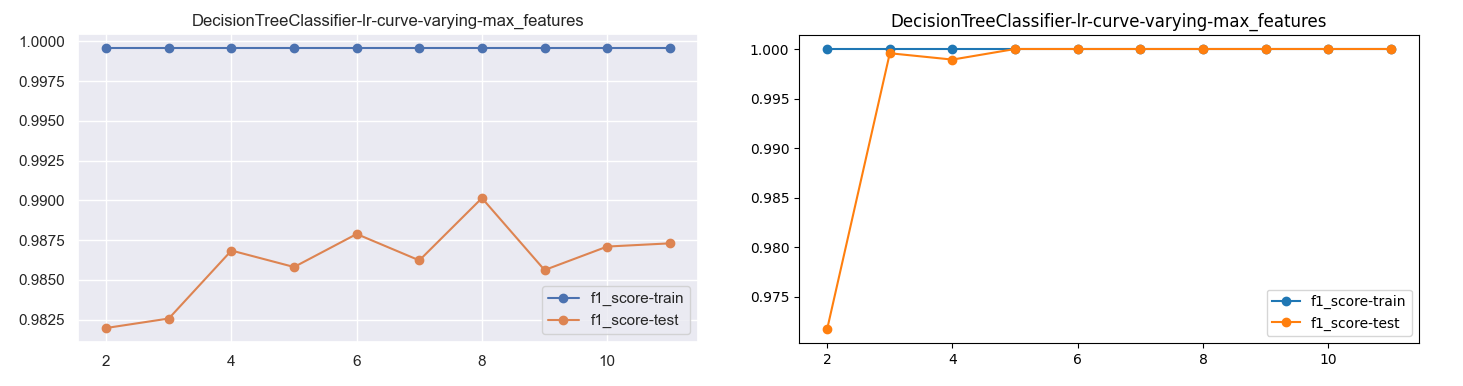 DecisionTreeClassifier-lr-curve-varying-max_features
1.0000
0.9975
0.9950
0.9925
0.9900
0.9875
0.9850
0.9825
f1_score-train
f1_score-test
2 4 6 8 10
DecisionTreeClassifier-lr-curve-varying-max_features
1.000
0.995
0.990
0.985
0.980
0.975
f1_score-train
f1_score-test
2 4 6 8 10